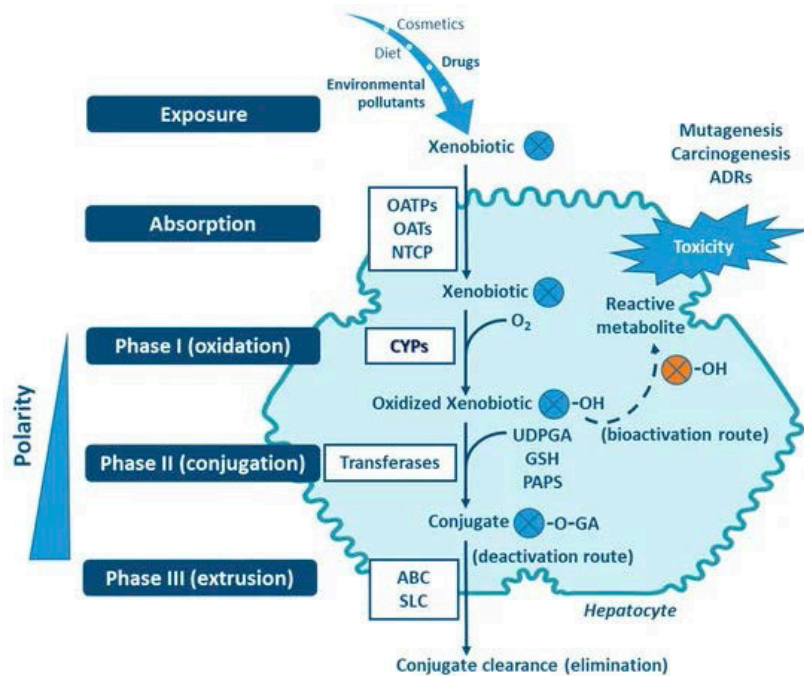 Cosmetics
Diet
Drugs
Environmental
pollutants
Exposure
Xenobiotic
Mutagenesis
Carcinogenesis
ADRs
Absorption
OATPs
OATs
NTCP
Toxicity
Xenobiotic
Reactive
metabolite
O2
Phase I (oxidation)
CYPs
-OH
Oxidized Xenobiotic
-OH
(bioactivation route)
UDPGA
GSH
PAPS
Polarity
Phase II (conjugation)
Transferases
Conjugate
-O-GA
(deactivation route)
Phase III (extrusion)
ABC
SLC
Hepatocyte
Conjugate clearance (elimination)